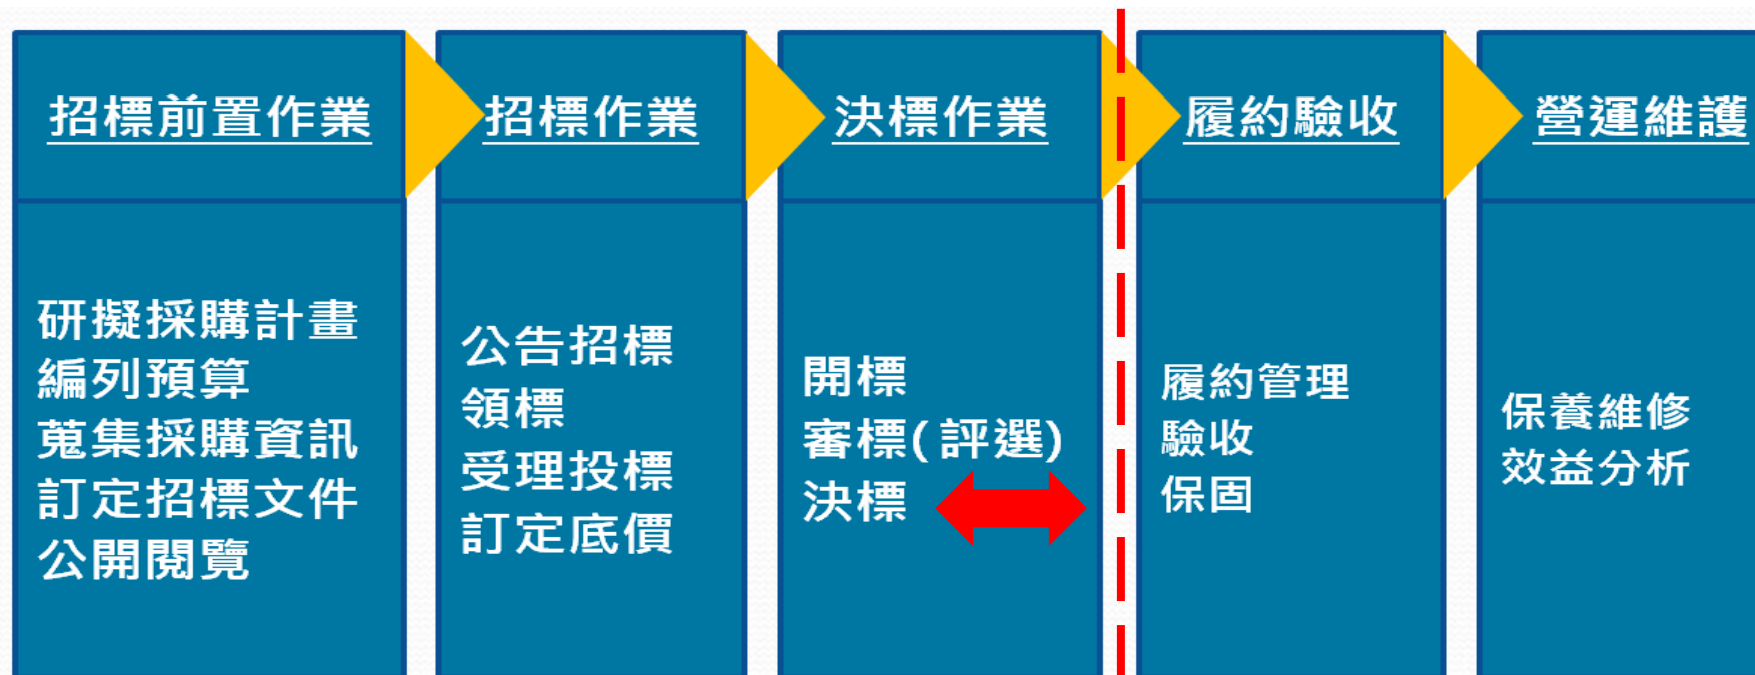 招標前置作業
研擬採購計畫
編列預算
蒐集採購資訊
訂定招標文件
公開閱覽
招標作業
公告招標
領標
受理投標
訂定底價
決標作業
開標
審標(評選)
決標
履約驗收
履約管理
驗收
保固
營運維護
保養維修
效益分析